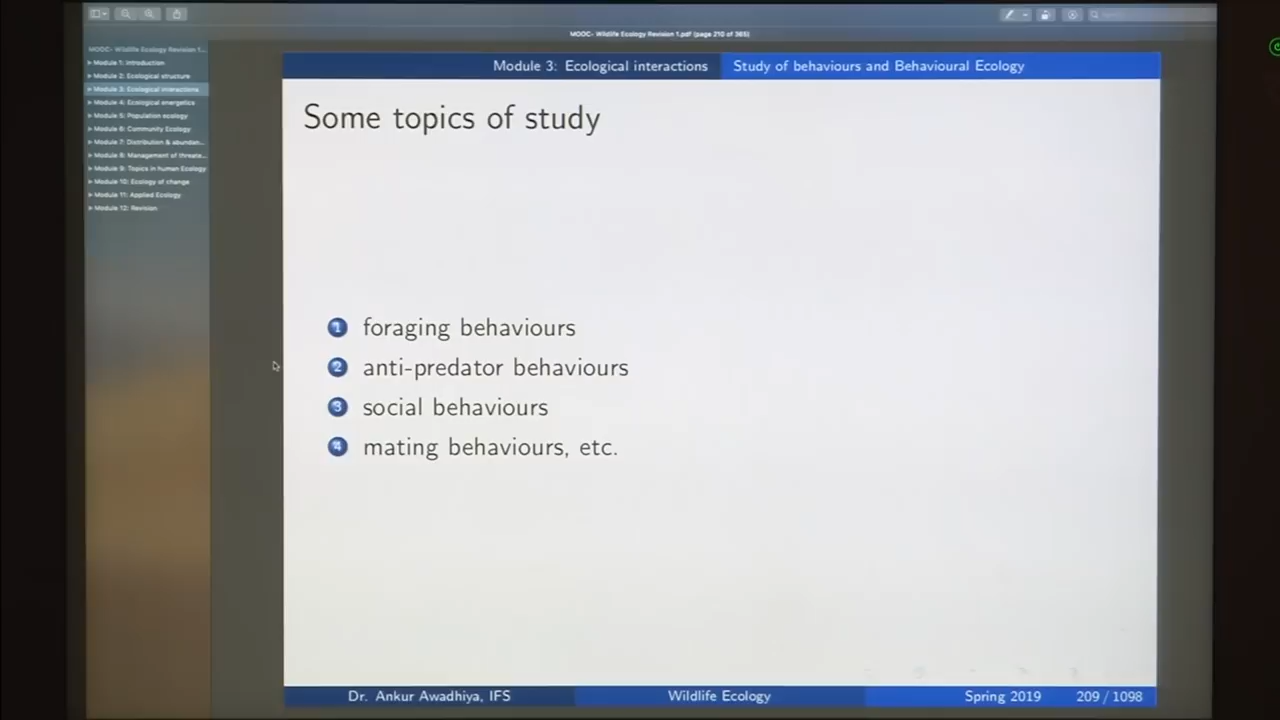 MOOC- Wildlife Ecology Revision 1.pdf (page 210 of 365)
MOOC- Wildlife Ecology Revision 1...
Module 1: Introduction
Module 2: Ecological structure
Module 3: Ecological interactions
Module 4: Ecological energetics
Module 5: Population ecology
Module 6: Community Ecology
Module 7: Distribution & abundan...
Module 8: Management of threate...
Module 9: Topics in human Ecology
Module 10: Ecology of change
Module 11: Applied Ecology
Module 12: Revision
Module 3: Ecological interactions Study of behaviours and Behavioural Ecology
Some topics of study
1 foraging behaviours
2 anti-predator behaviours
3 social behaviours
4 mating behaviours, etc.
Dr. Ankur Awadhiya, IFS Wildlife Ecology Spring 2019 209 / 1098